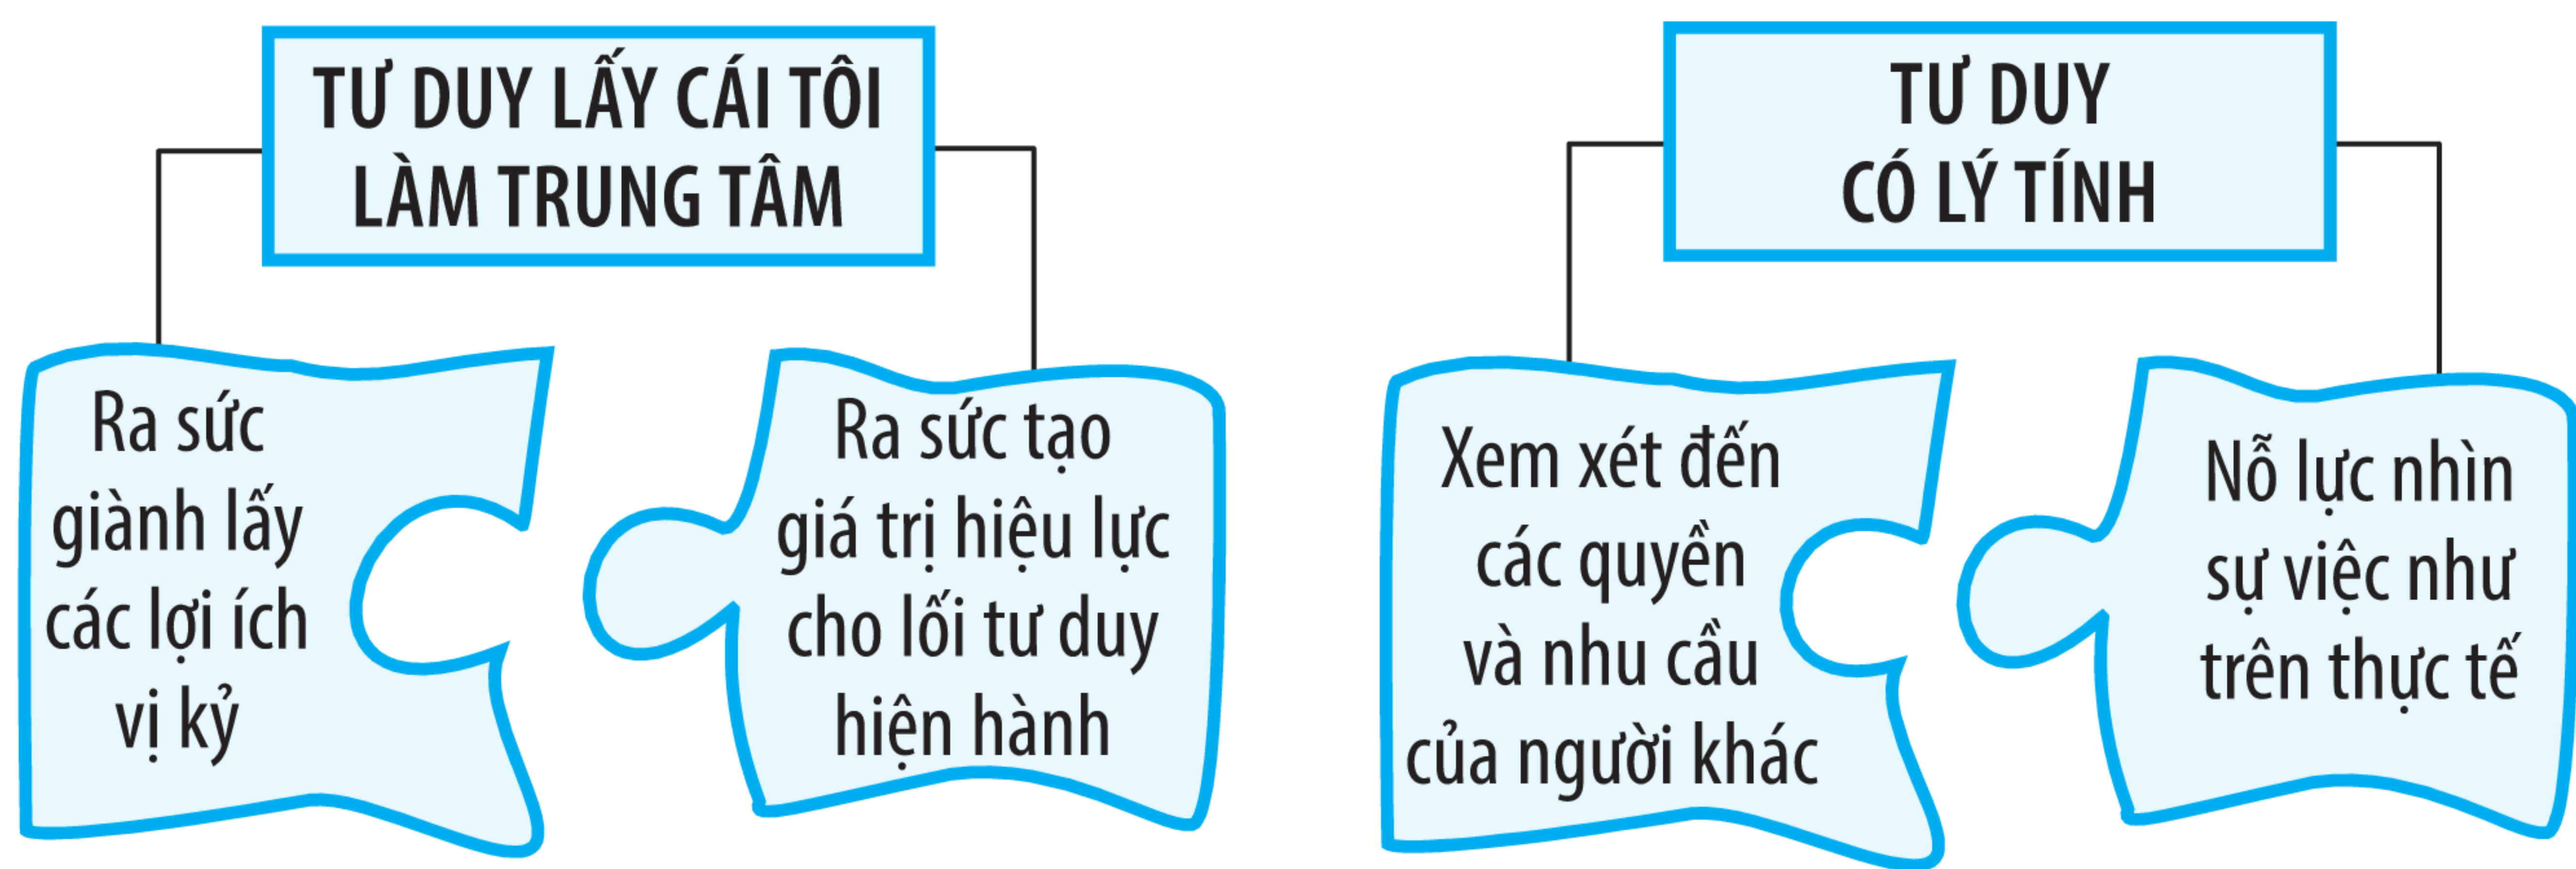 TƯ DUY LẤY CÁI TÔI
LÀM TRUNG TÂM
Ra sức
giành lấy
các lợi ích
vị kỷ
Ra sức tạo
giá trị hiệu lực
cho lối tư duy
hiện hành
TƯ DUY
CÓ LÝ TÍNH
Xem xét đến
các quyền
và nhu cầu
của người khác
Nỗ lực nhìn
sự việc như
trên thực tế